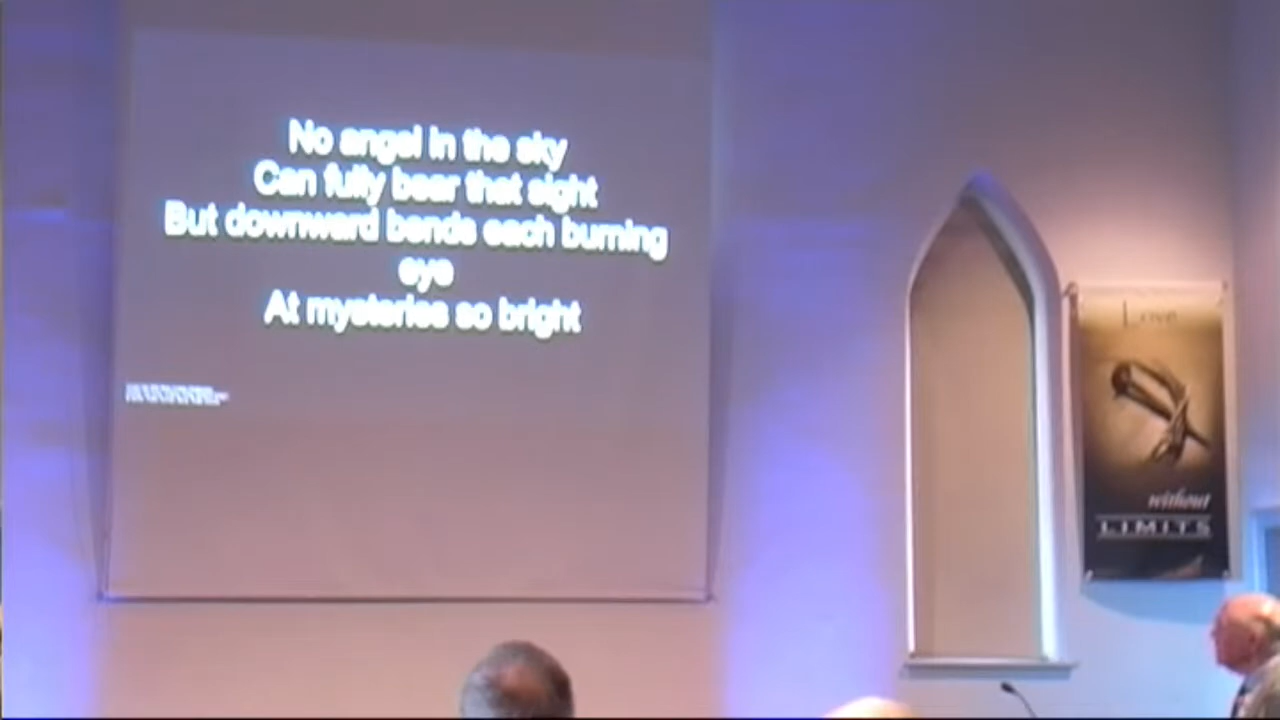 No angel in the sky
Can fully bear that sight
But downward bends each burning
eye
At mysteries so bright
Love
without
LIMITS